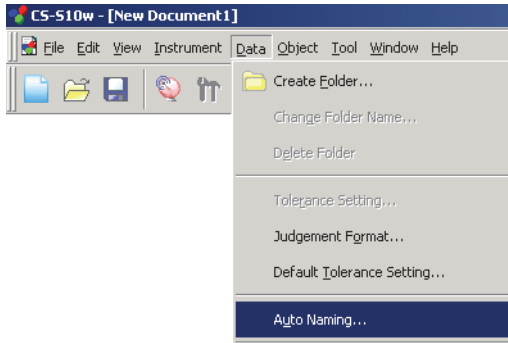 CS-S10w - [New Document1]
File Edit View Instrument Data Object Tool Window Help
Create Folder...
Change Folder Name...
Delete Folder
Tolerance Setting...
Judgement Format...
Default Tolerance Setting...
Auto Naming...